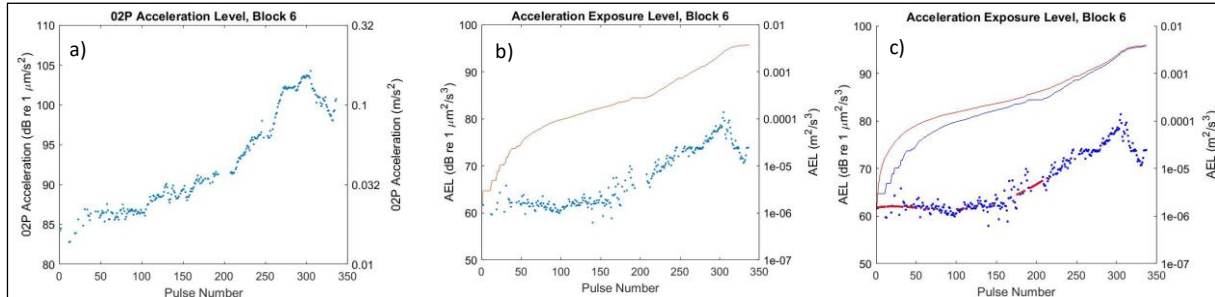 02P Acceleration Level, Block 6
a)
02P Acceleration (dB re 1 μm/s²)
110
105
100
95
90
85
80
0 50 100 150 200 250 300 350
Pulse Number
0.32
0.1
0.032
0.01
02P Acceleration (m/s²)
Acceleration Exposure Level, Block 6
b)
AEL (dB re 1 μm²/s³)
100
90
80
70
60
50
0 50 100 150 200 250 300 350
Pulse Number
0.01
0.001
0.0001
1e-05
1e-06
1e-07
AEL (m²/s³)
Acceleration Exposure Level, Block 6
c)
AEL (dB re 1 μm²/s³)
100
90
80
70
60
50
0 50 100 150 200 250 300 350
Pulse Number
0.01
0.001
0.0001
1e-05
1e-06
1e-07
AEL (m²/s³)